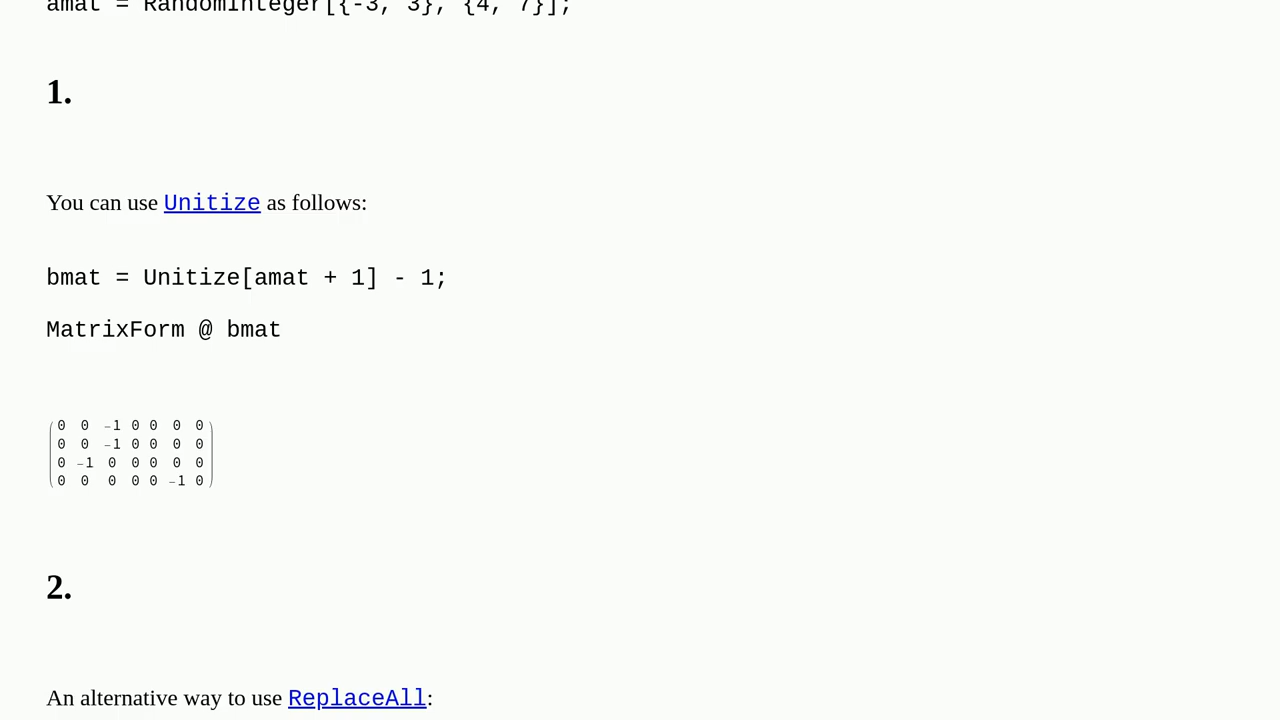 amat = RandomInteger[{-3, 3}, {4, 7}];
1.
You can use Unitize as follows:
bmat = Unitize[amat + 1] - 1;
MatrixForm @ bmat
0 0 -1 0 0 0 0
0 0 -1 0 0 0 0
0 -1 0 0 0 0 0
0 0 0 0 0 -1 0
2.
An alternative way to use ReplaceAll: